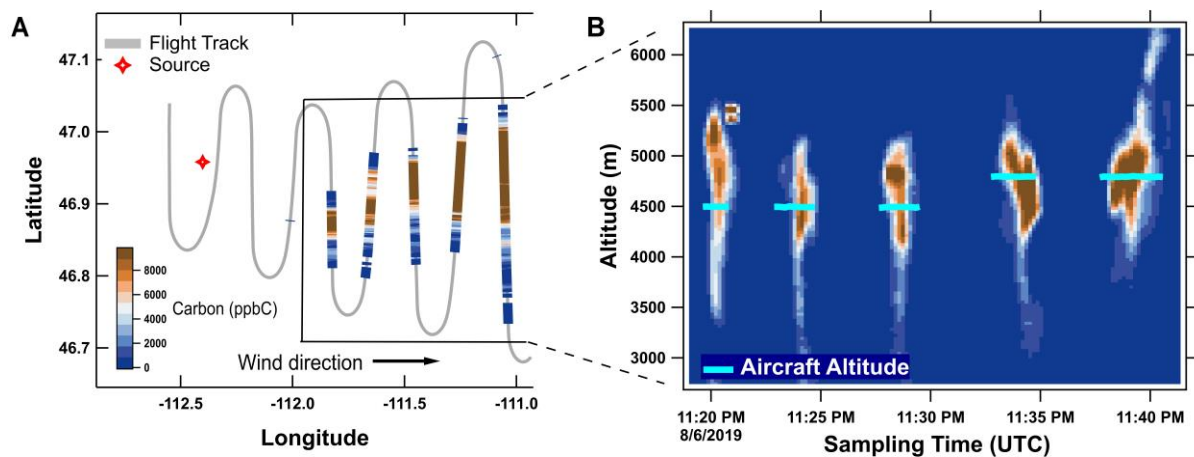 A
Flight Track
Source
47.1
47.0
46.9
46.8
46.7
Latitude
8000
6000
4000
2000
0
Carbon (ppbC)
Wind direction
-112.5
-112.0
-111.5
-111.0
Longitude
B
6000
5500
5000
4500
4000
3500
3000
Altitude (m)
Aircraft Altitude
11:20 PM
8/6/2019
11:25 PM
11:30 PM
11:35 PM
11:40 PM
Sampling Time (UTC)